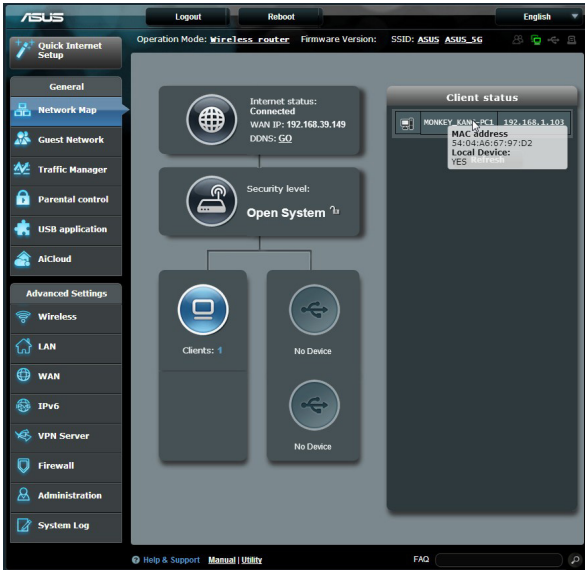 ASUS
Logout
Reboot
English
Quick Internet
Setup
Operation Mode: Wireless router Firmware Version: SSID: ASUS ASUS_5G
General
Network Map
Guest Network
Traffic Manager
Parental control
USB application
AiCloud
Advanced Settings
Wireless
LAN
WAN
IPv6
VPN Server
Firewall
Administration
System Log
Internet status:
Connected
WAN IP: 192.168.39.149
DDNS: GO
Security level:
Open System
Clients: 1
No Device
No Device
Client status
192.168.1.103
MAC address
54:04:A6:67:97:D2
Local Device:
YES
Refresh
Help & Support Manual | Utility
FAQ